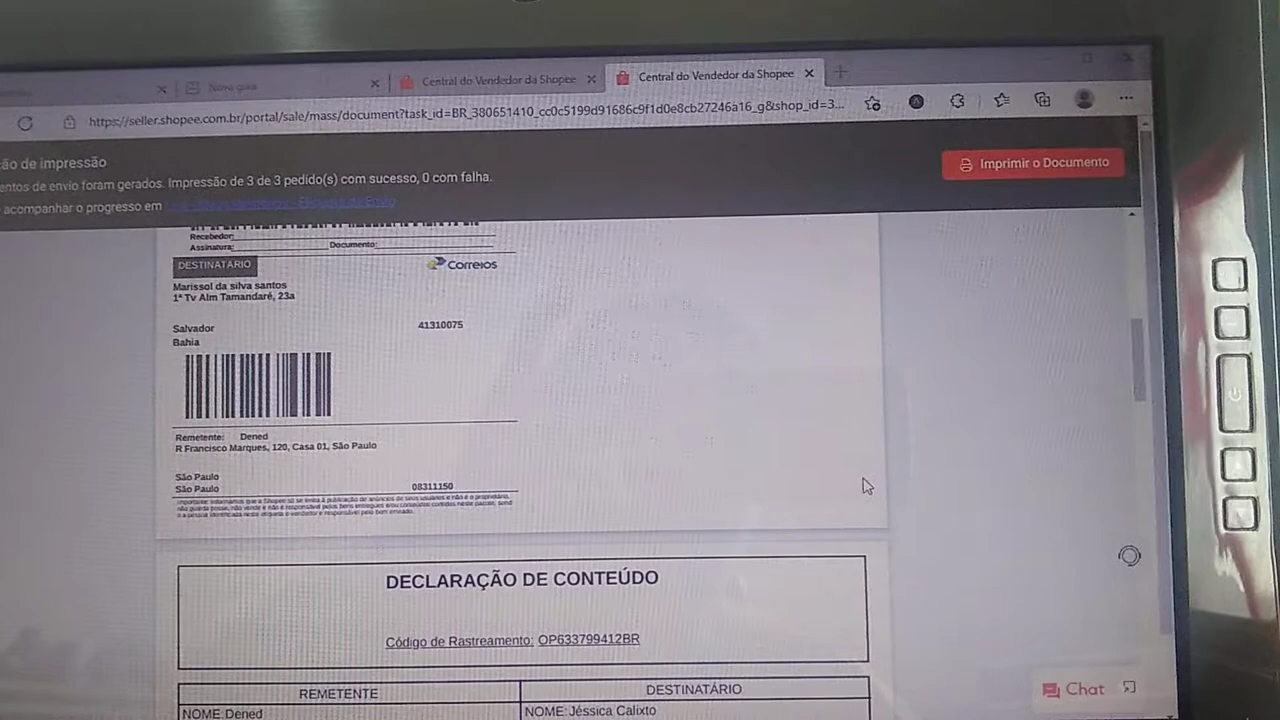 Nova guia
Central do Vendedor da Shopee
Central do Vendedor da Shopee
https://seller.shopee.com.br/portal/sale/mass/document?task_id=BR_380651410_cc0c5199d91686c9f1d0e8cb27246a16_g&shop_id=3...
ão de impressão
entos de envio foram gerados. Impressão de 3 de 3 pedido(s) com sucesso, 0 com falha.
acompanhar o progresso em
Imprimir o Documento
Recebedor:
Assinatura: Documento:
DESTINATÁRIO
Correios
Marissol da silva santos
1ª Tv Alm Tamandaré, 23a
Salvador 41310075
Bahia
Remetente: Dened
R Francisco Marques, 120, Casa 01, São Paulo
São Paulo
São Paulo 08311150
DECLARAÇÃO DE CONTEÚDO
Código de Rastreamento: OP633799412BR
REMETENTE DESTINATÁRIO
NOME Dened NOME: Jéssica Calixto
Chat